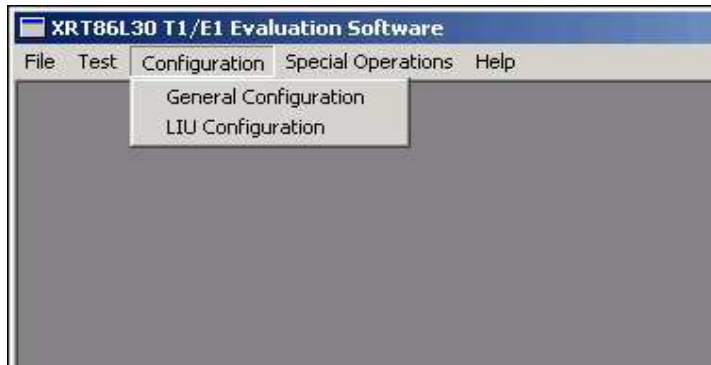 XRT86L30 T1/E1 Evaluation Software
File Test Configuration Special Operations Help
General Configuration
LIU Configuration